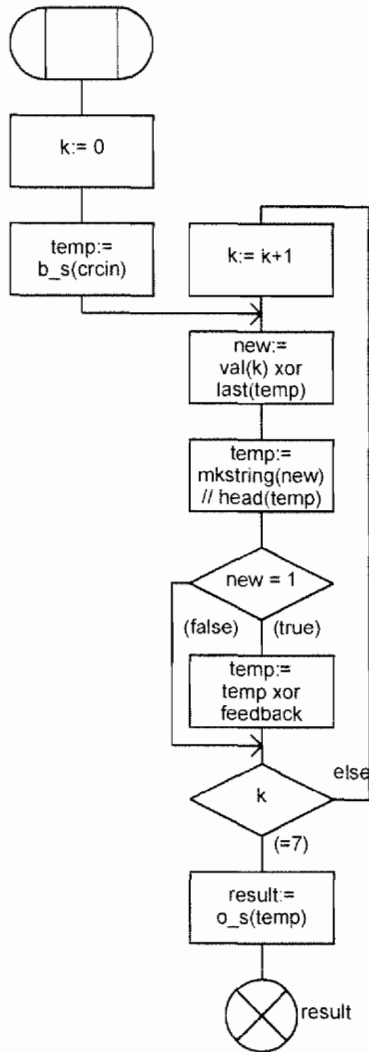 k:= 0
temp:=
b_s(crcin)
k:= k+1
new:=
val(k) xor
last(temp)
temp:=
mkstring(new)
// head(temp)
new = 1
(false)
(true)
temp:=
temp xor
feedback
k
else
(=7)
result:=
o_s(temp)
result